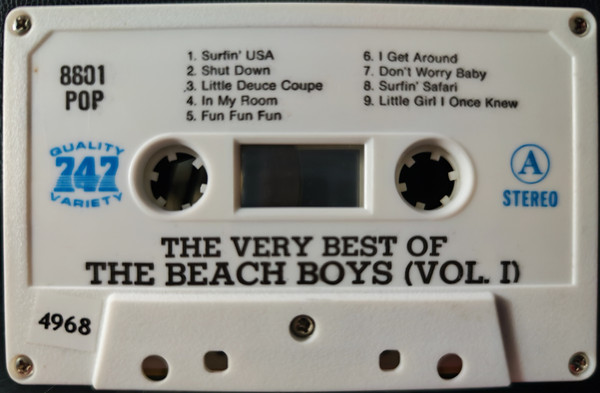 8801
POP
1. Surfin' USA
2. Shut Down
3. Little Deuce Coupe
4. In My Room
5. Fun Fun Fun
6. I Get Around
7. Don't Worry Baby
8. Surfin' Safari
9. Little Girl I Once Knew
QUALITY
747
VARIETY
A
STEREO
THE VERY BEST OF
THE BEACH BOYS (VOL. I)
4968